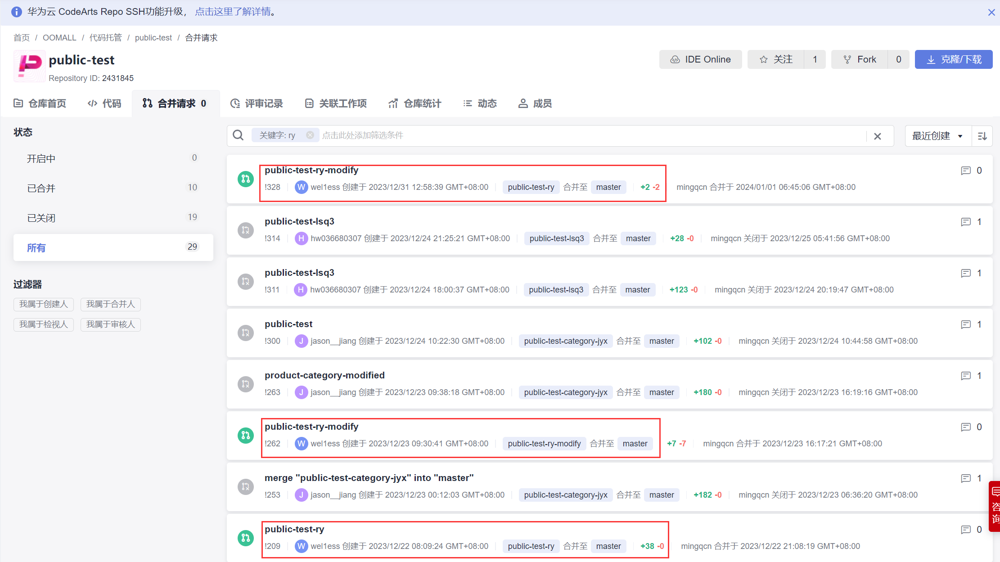 华为云 CodeArts Repo SSH功能升级， 点击这里了解详情。
首页 / OOMALL / 代码托管 / public-test / 合并请求
public-test
Repository ID: 2431845
IDE Online 关注 1 Fork 0 克隆/下载
仓库首页 代码 合并请求 0 评审记录 关联工作项 仓库统计 动态 成员
状态
开启中 0
已合并 10
已关闭 19
所有 29
过滤器
我属于创建人 我属于合并人
我属于检视人 我属于审核人
关键字: ry 点击此处添加筛选条件 最近创建
public-test-ry-modify 0
!328 W wel1ess 创建于 2023/12/31 12:58:39 GMT+08:00 public-test-ry 合并至 master +2 -2 mingqcn 合并于 2024/01/01 06:45:06 GMT+08:00
public-test-lsq3 1
!314 H hw036680307 创建于 2023/12/24 21:25:21 GMT+08:00 public-test-lsq3 合并至 master +28 -0 mingqcn 关闭于 2023/12/25 05:41:56 GMT+08:00
public-test-lsq3 1
!311 H hw036680307 创建于 2023/12/24 18:00:37 GMT+08:00 public-test-lsq3 合并至 master +123 -0 mingqcn 关闭于 2023/12/24 20:19:47 GMT+08:00
public-test 1
!300 J jason__jiang 创建于 2023/12/24 10:22:30 GMT+08:00 public-test-category-jyx 合并至 master +102 -0 mingqcn 关闭于 2023/12/24 10:44:58 GMT+08:00
product-category-modified 1
!263 J jason__jiang 创建于 2023/12/23 09:38:18 GMT+08:00 public-test-category-jyx 合并至 master +180 -0 mingqcn 关闭于 2023/12/23 16:19:16 GMT+08:00
public-test-ry-modify 0
!262 W wel1ess 创建于 2023/12/23 09:30:41 GMT+08:00 public-test-ry-modify 合并至 master +7 -7 mingqcn 合并于 2023/12/23 16:17:21 GMT+08:00
merge "public-test-category-jyx" into "master" 1
!253 J jason__jiang 创建于 2023/12/23 00:12:03 GMT+08:00 public-test-category-jyx 合并至 master +182 -0 mingqcn 关闭于 2023/12/23 06:36:20 GMT+08:00
public-test-ry 0
!209 W wel1ess 创建于 2023/12/22 08:09:24 GMT+08:00 public-test-ry 合并至 master +38 -0 mingqcn 合并于 2023/12/22 21:08:19 GMT+08:00
咨询